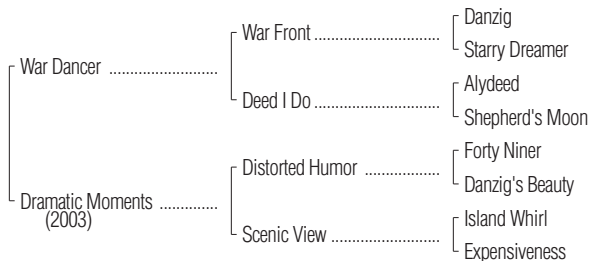 Danzig
War Front ..............................
Starry Dreamer
War Dancer ..........................
Alydeed
Deed I Do ..............................
Shepherd's Moon
Forty Niner
Distorted Humor ..................
Danzig's Beauty
Dramatic Moments ..............
(2003)
Island Whirl
Scenic View ..........................
Expensiveness